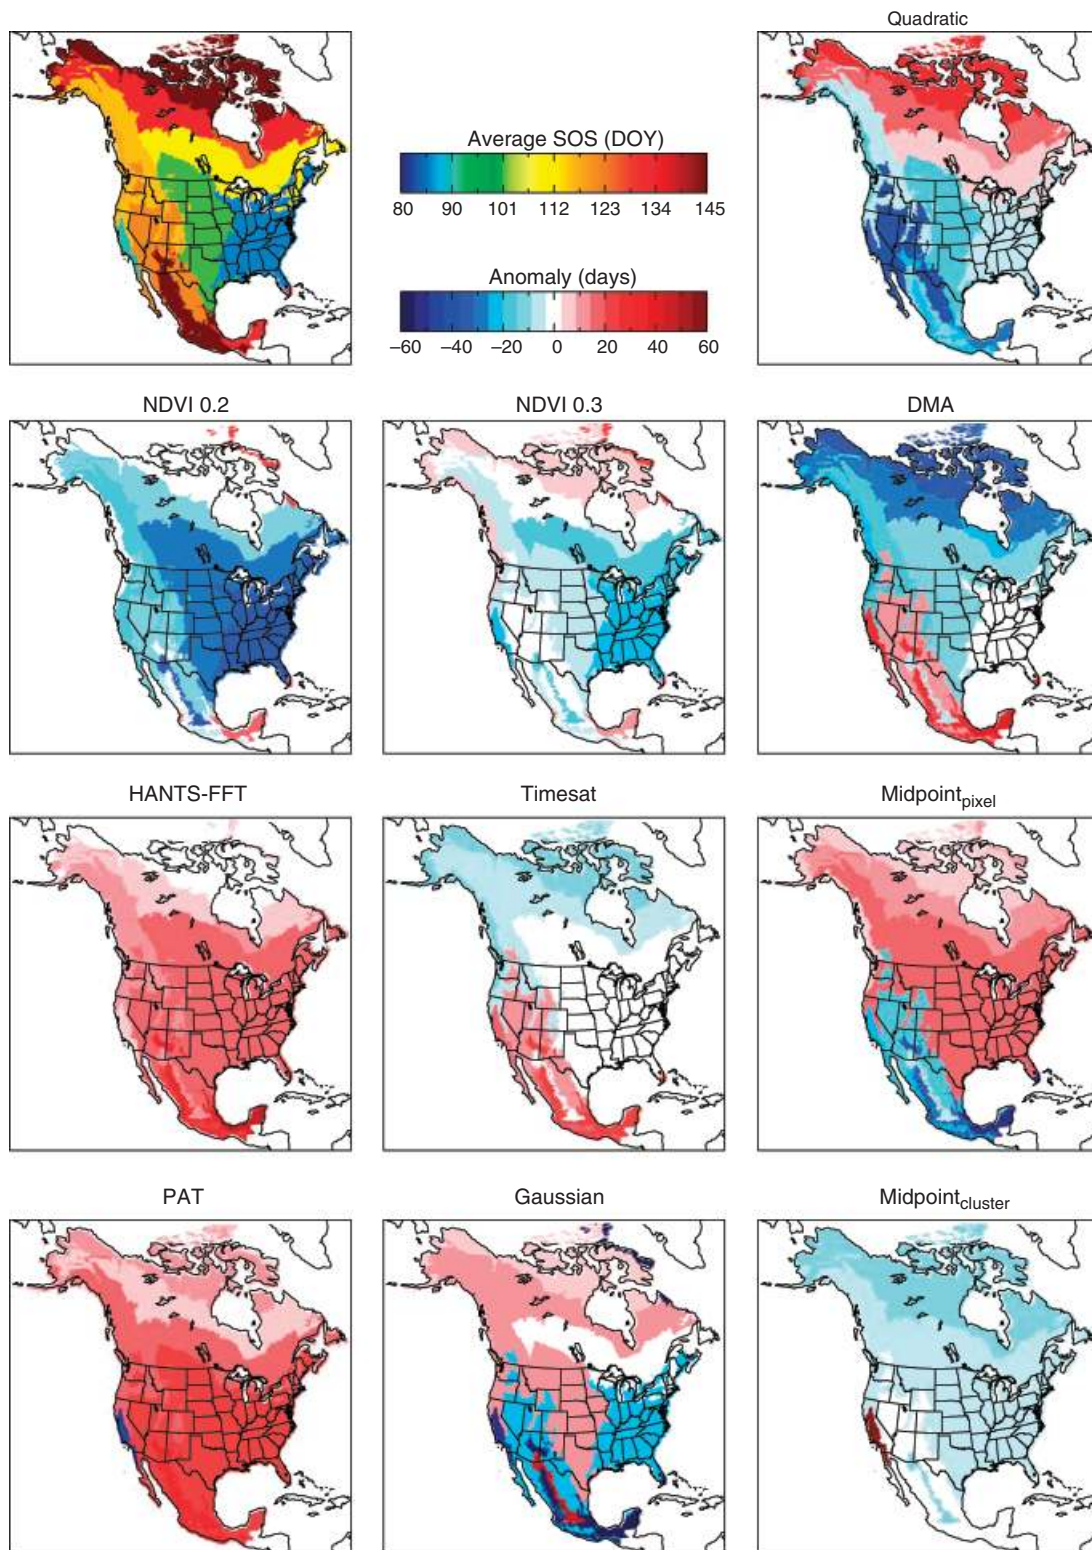 Quadratic
Average SOS (DOY)
80 90 101 112 123 134 145
Anomaly (days)
–60 –40 –20 0 20 40 60
NDVI 0.2 NDVI 0.3 DMA
HANTS-FFT Timesat Midpointpixel
PAT Gaussian Midpointcluster